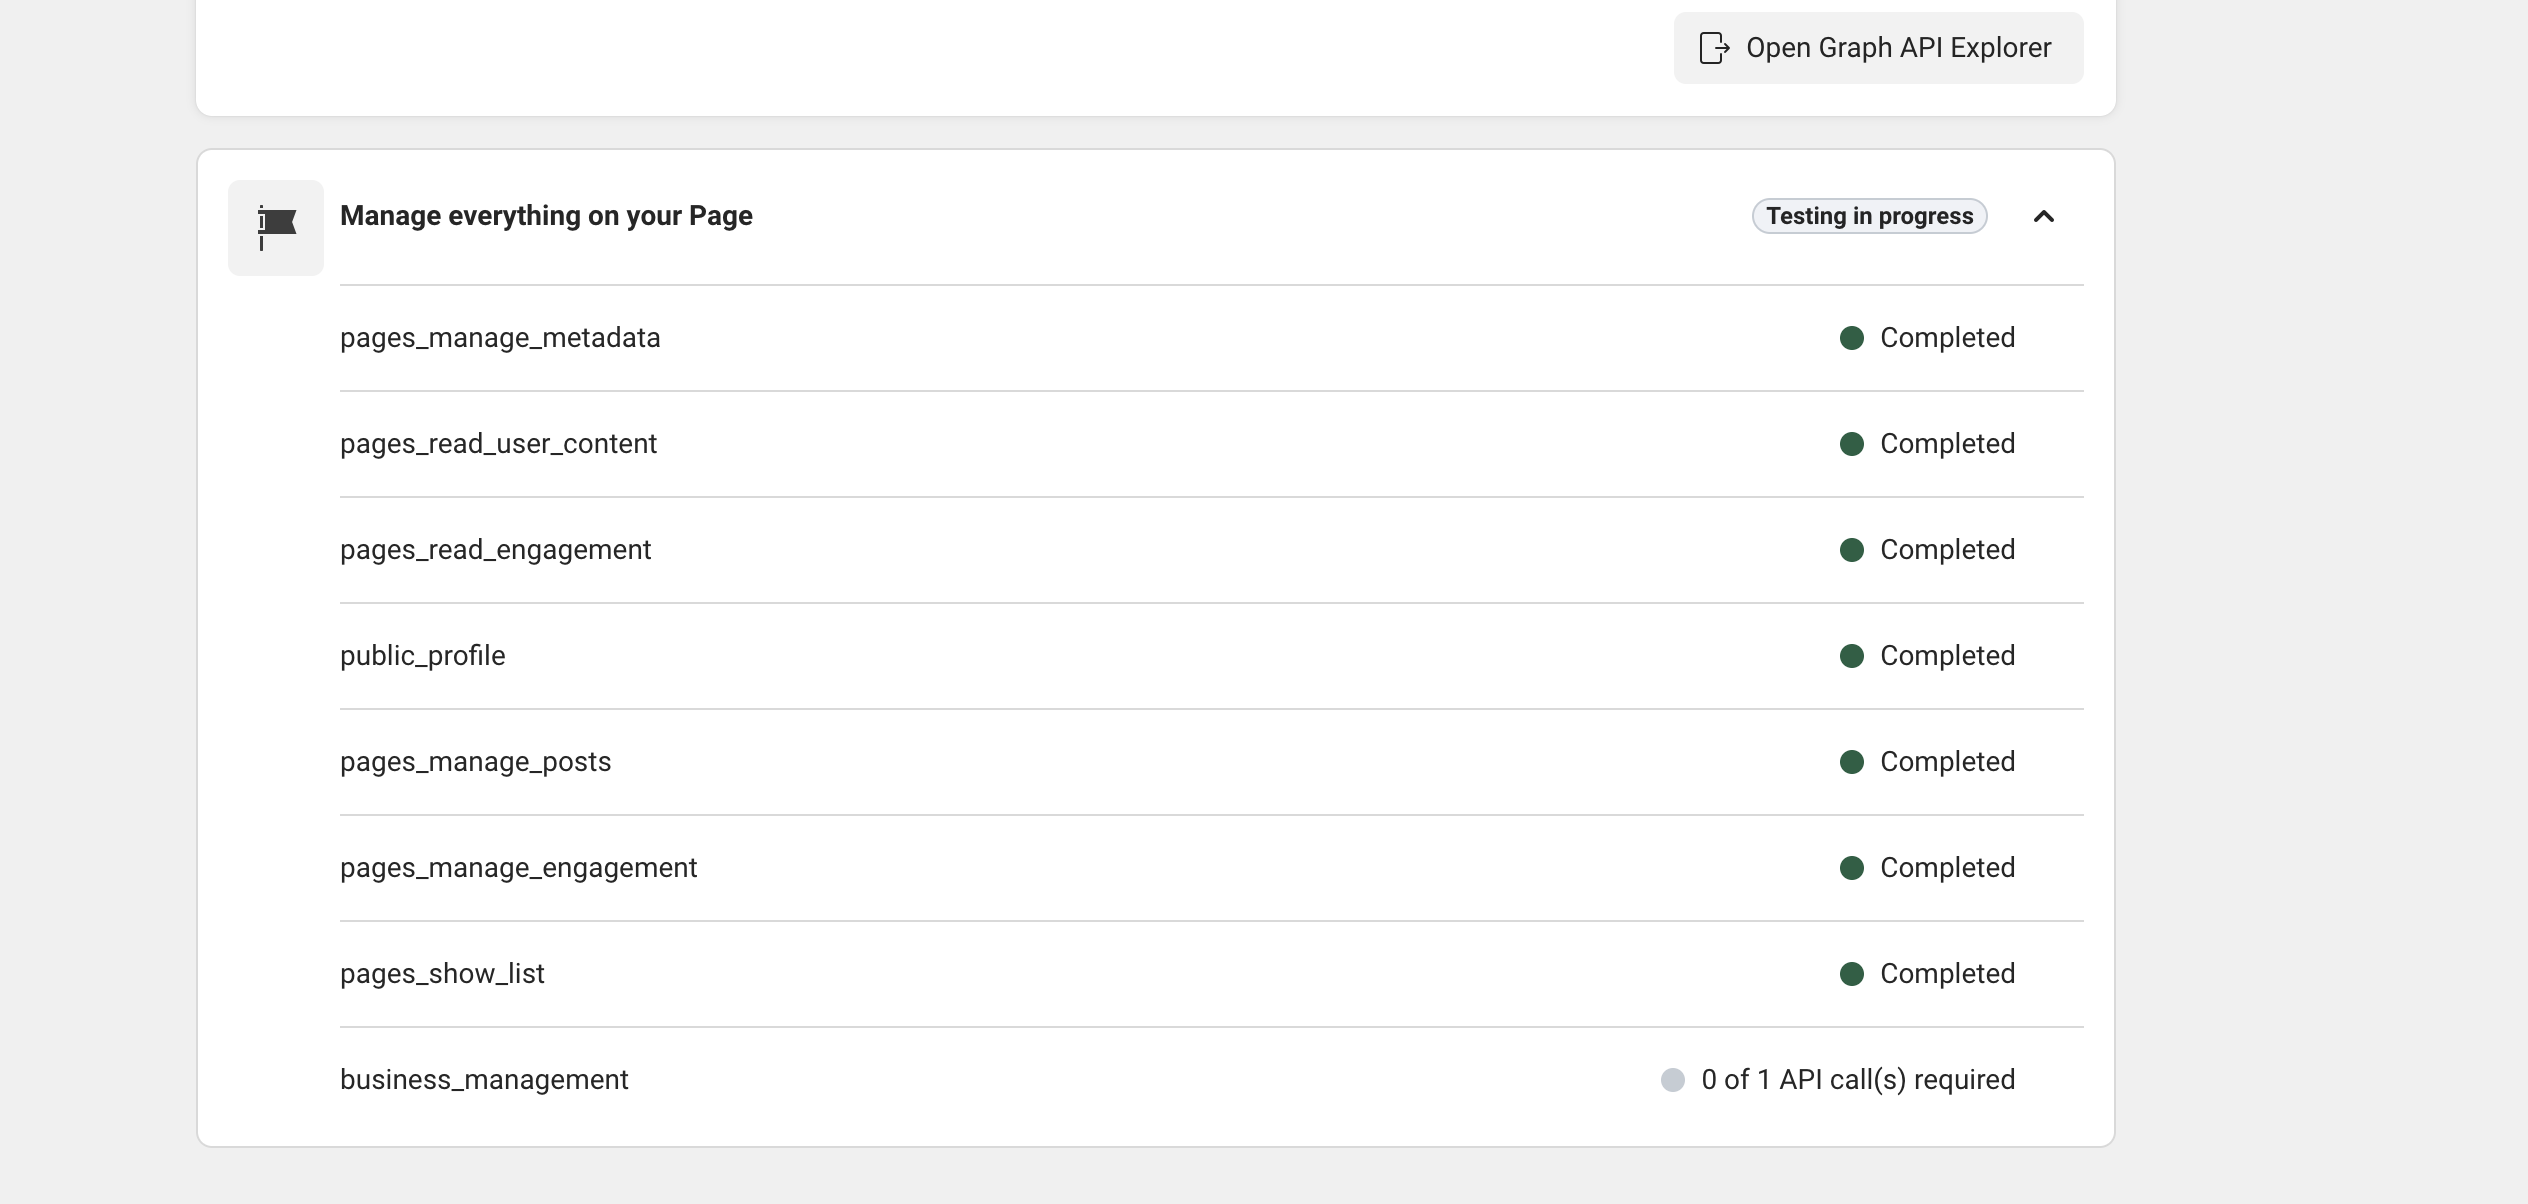 Open Graph API Explorer
Manage everything on your Page
Testing in progress
pages_manage_metadata
Completed
pages_read_user_content
Completed
pages_read_engagement
Completed
public_profile
Completed
pages_manage_posts
Completed
pages_manage_engagement
Completed
pages_show_list
Completed
business_management
0 of 1 API call(s) required